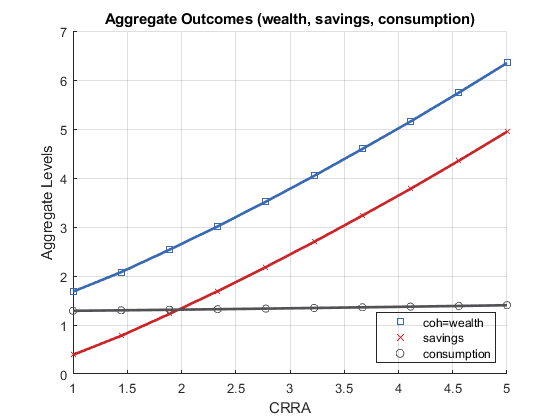 Aggregate Outcomes (wealth, savings, consumption)
7
6
5
4
3
2
1
0
Aggregate Levels
coh=wealth
savings
consumption
1 1.5 2 2.5 3 3.5 4 4.5 5
CRRA